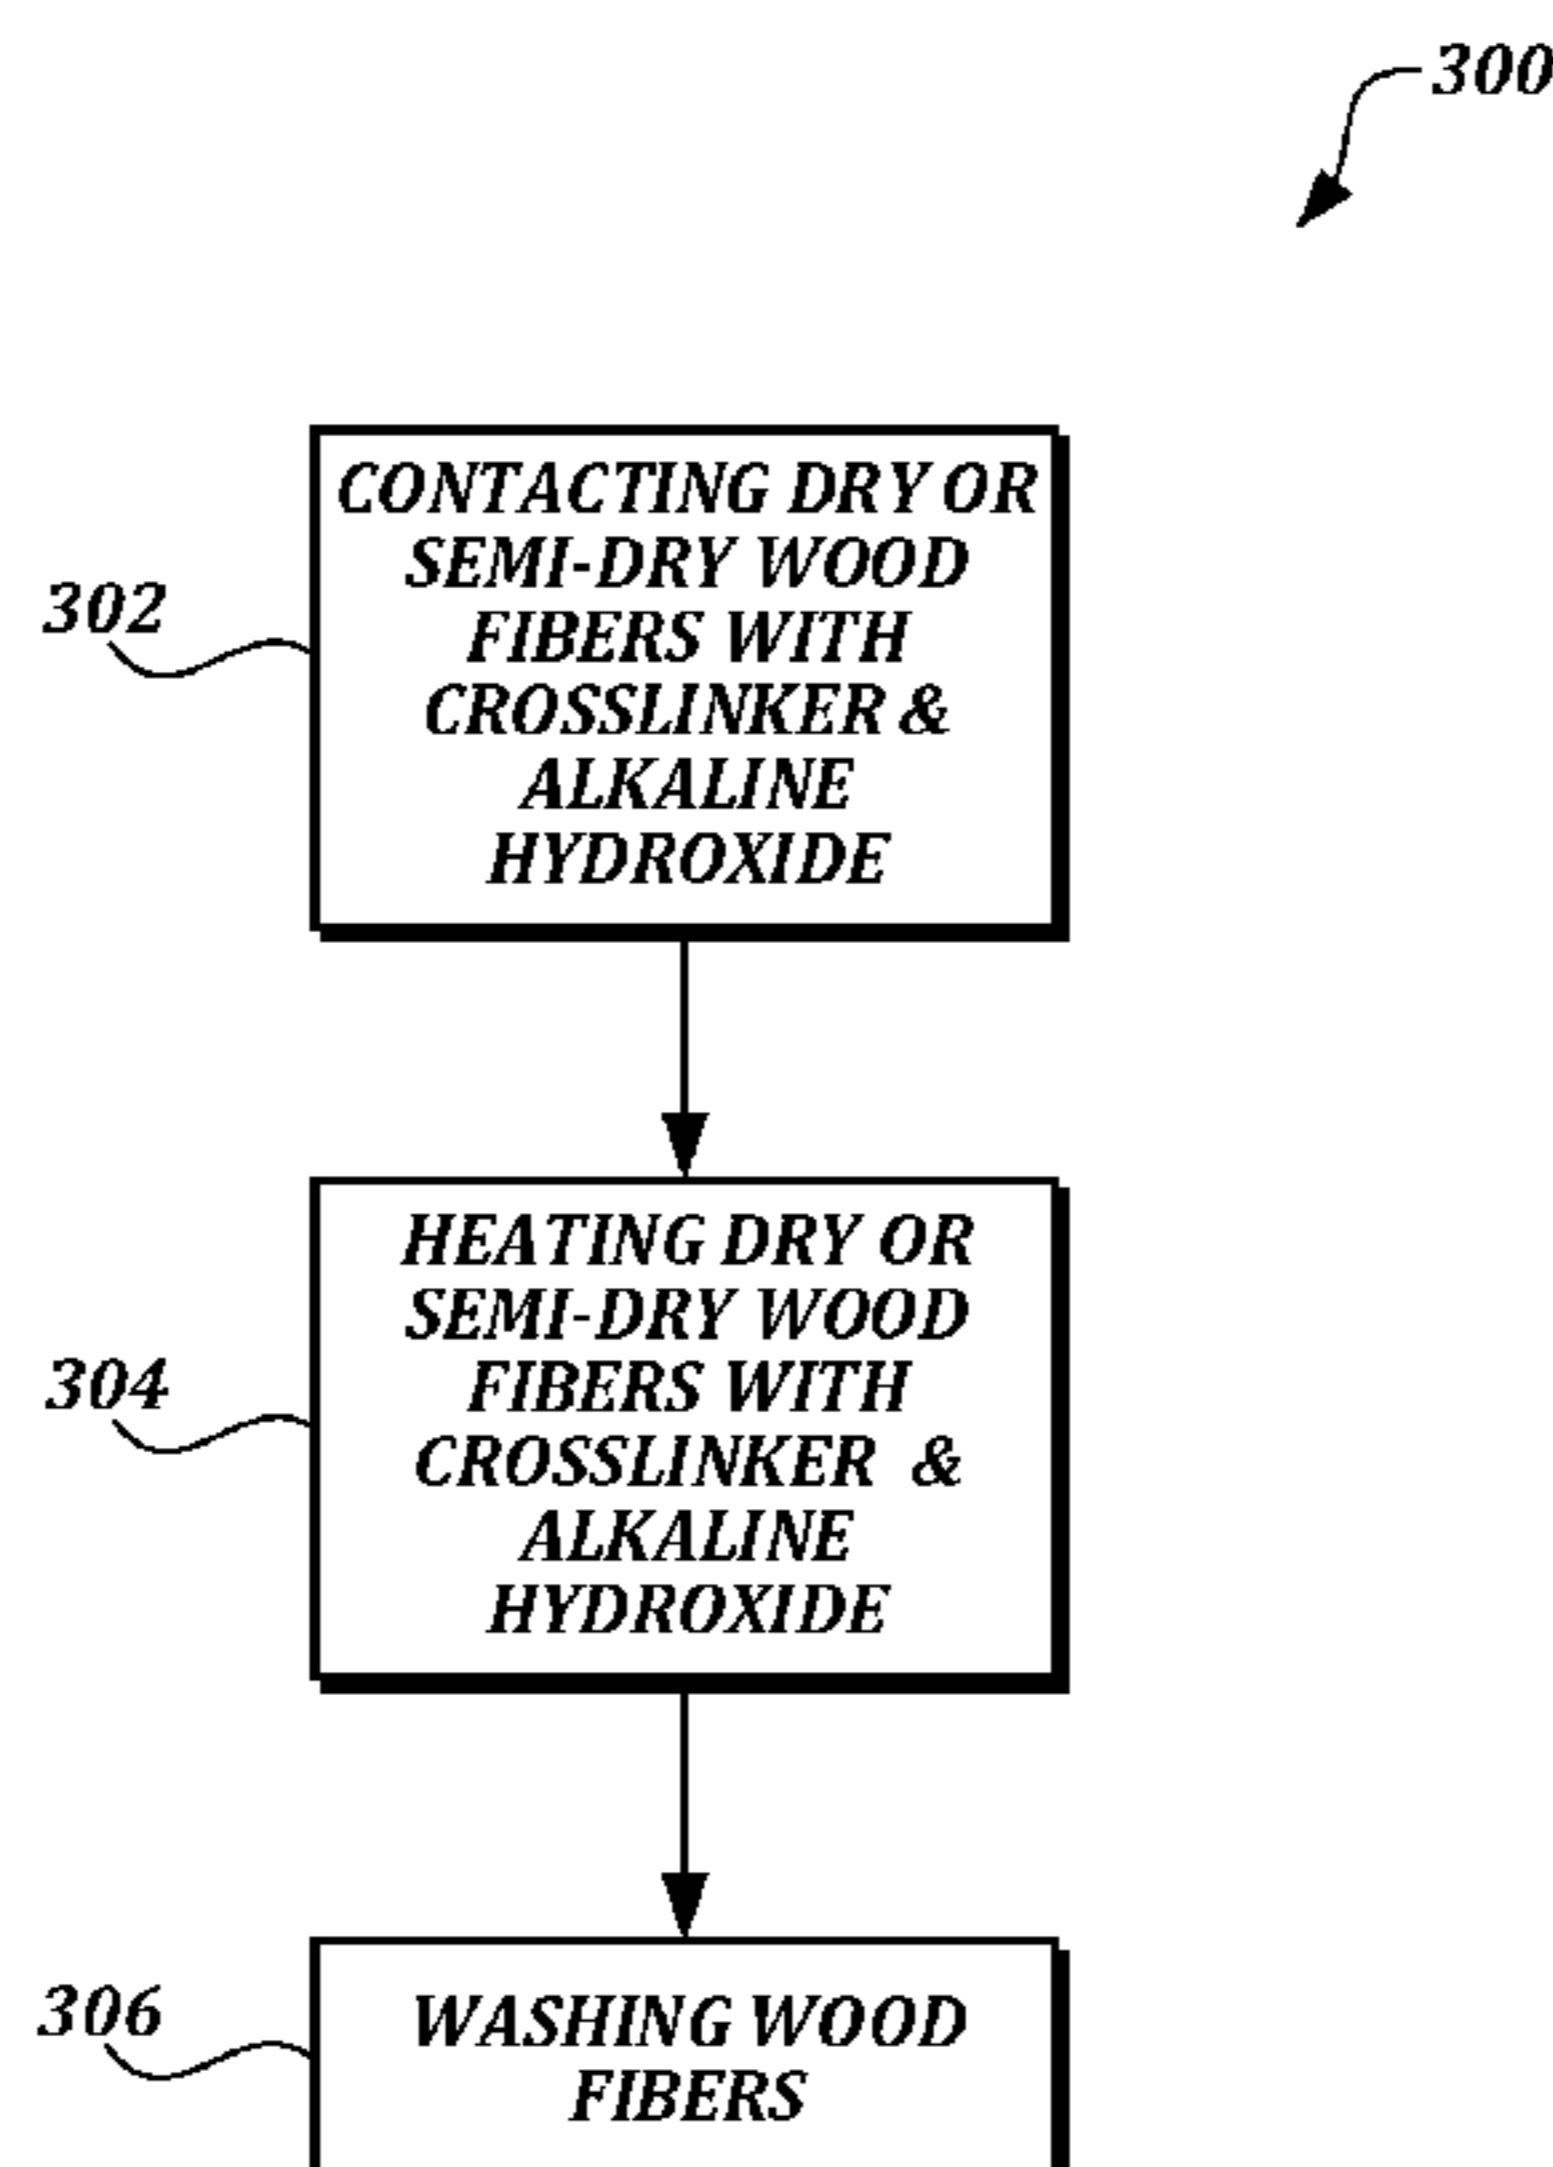 300
CONTACTING DRY OR
SEMI-DRY WOOD
FIBERS WITH
CROSSLINKER &
ALKALINE
HYDROXIDE
302
HEATING DRY OR
SEMI-DRY WOOD
FIBERS WITH
CROSSLINKER &
ALKALINE
HYDROXIDE
304
WASHING WOOD
FIBERS
306